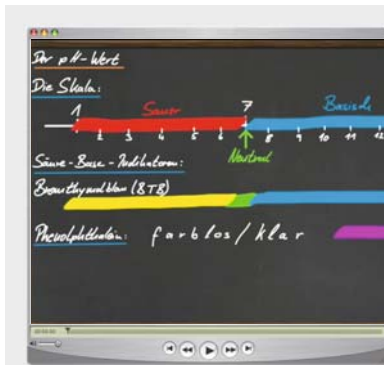 Der pH-Wert
Die Skala:
Sauer Basisch
1 2 3 4 5 6 7 8 9 10 11 12
Neutral
Säure-Base-Indikatoren:
Bromthymolblau (BTB)
Phenolphthalein: farblos/klar